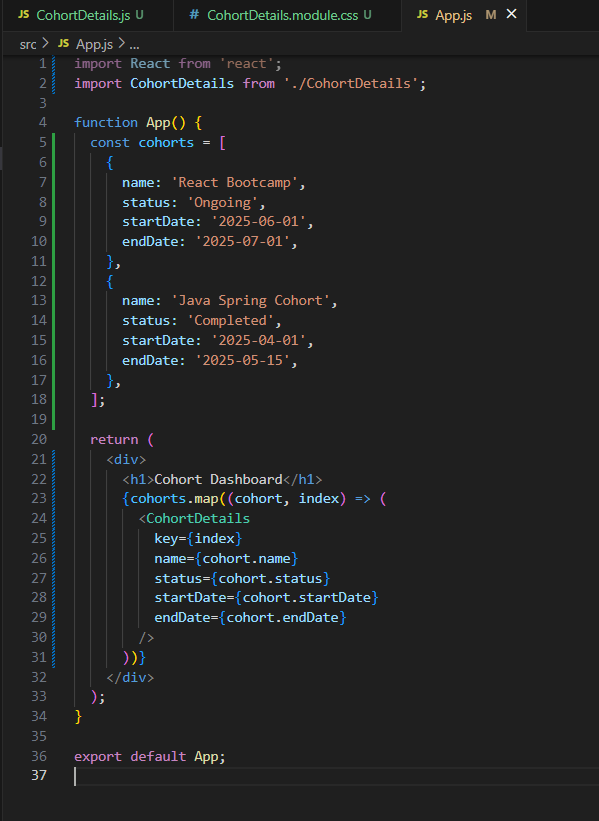 JS CohortDetails.js U # CohortDetails.module.css U JS App.js M ×
src > JS App.js > ...
1 import React from 'react';
2 import CohortDetails from './CohortDetails';
3
4 function App() {
5   const cohorts = [
6     {
7       name: 'React Bootcamp',
8       status: 'Ongoing',
9       startDate: '2025-06-01',
10       endDate: '2025-07-01',
11     },
12     {
13       name: 'Java Spring Cohort',
14       status: 'Completed',
15       startDate: '2025-04-01',
16       endDate: '2025-05-15',
17     },
18   ];
19
20   return (
21     <div>
22       <h1>Cohort Dashboard</h1>
23       {cohorts.map((cohort, index) => (
24         <CohortDetails
25           key={index}
26           name={cohort.name}
27           status={cohort.status}
28           startDate={cohort.startDate}
29           endDate={cohort.endDate}
30         />
31       ))}
32     </div>
33   );
34 }
35
36 export default App;
37